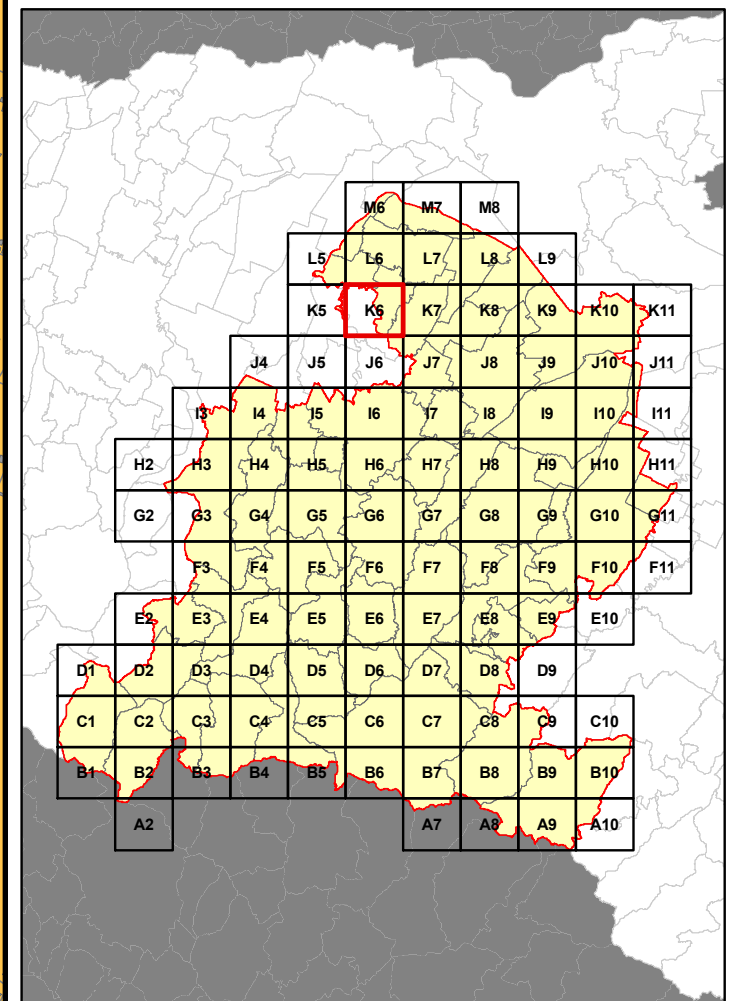 M6 M7 M8
L5 L6 L7 L8 L9
K5 K6 K7 K8 K9 K10 K11
J4 J5 J6 J7 J8 J9 J10 J11
I3 I4 I5 I6 I7 I8 I9 I10 I11
H2 H3 H4 H5 H6 H7 H8 H9 H10 H11
G2 G3 G4 G5 G6 G7 G8 G9 G10 G11
F3 F4 F5 F6 F7 F8 F9 F10 F11
E2 E3 E4 E5 E6 E7 E8 E9 E10
D1 D2 D3 D4 D5 D6 D7 D8 D9
C1 C2 C3 C4 C5 C6 C7 C8 C9 C10
B1 B2 B3 B4 B5 B6 B7 B8 B9 B10
A2 A7 A8 A9 A10